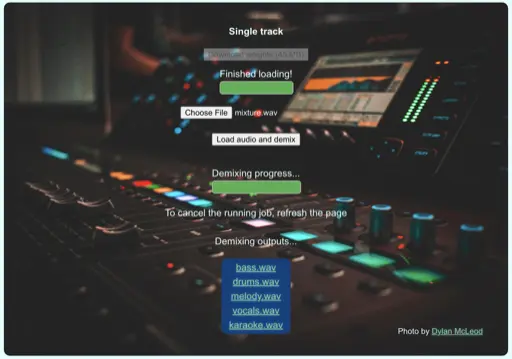 Single track
Finished loading!
Choose File mixture.wav
Load audio and demix
Demixing progress...
To cancel the running job, refresh the page
Demixing outputs...
bass.wav
drums.wav
melody.wav
vocals.wav
karaoke.wav
Photo by Dylan McLeod